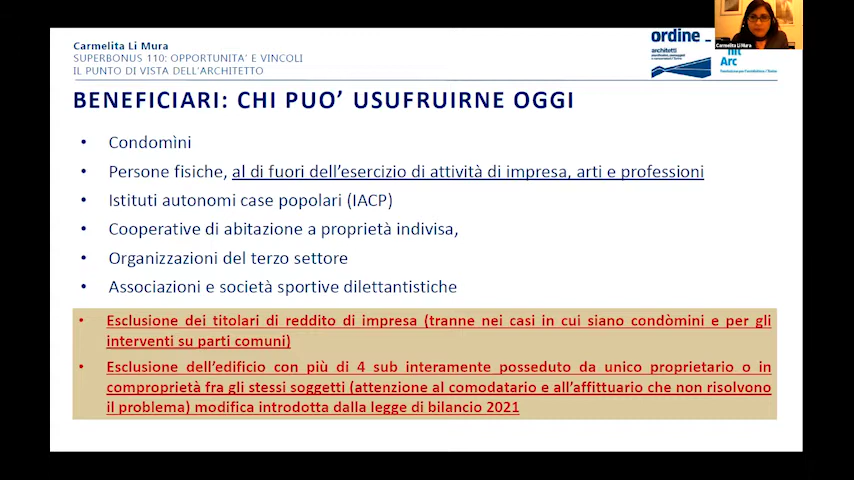 Carmelita Li Mura
SUPERBONUS 110: OPPORTUNITA' E VINCOLI
IL PUNTO DI VISTA DELL'ARCHITETTO
ordine
architetti
Arc
Carmelita Li Mura
BENEFICIARI: CHI PUO' USUFRUIRNE OGGI
• Condomìni
• Persone fisiche, al di fuori dell'esercizio di attività di impresa, arti e professioni
• Istituti autonomi case popolari (IACP)
• Cooperative di abitazione a proprietà indivisa,
• Organizzazioni del terzo settore
• Associazioni e società sportive dilettantistiche
• Esclusione dei titolari di reddito di impresa (tranne nei casi in cui siano condòmini e per gli
interventi su parti comuni)
• Esclusione dell'edificio con più di 4 sub interamente posseduto da unico proprietario o in
comproprietà fra gli stessi soggetti (attenzione al comodatario e all'affittuario che non risolvono
il problema) modifica introdotta dalla legge di bilancio 2021